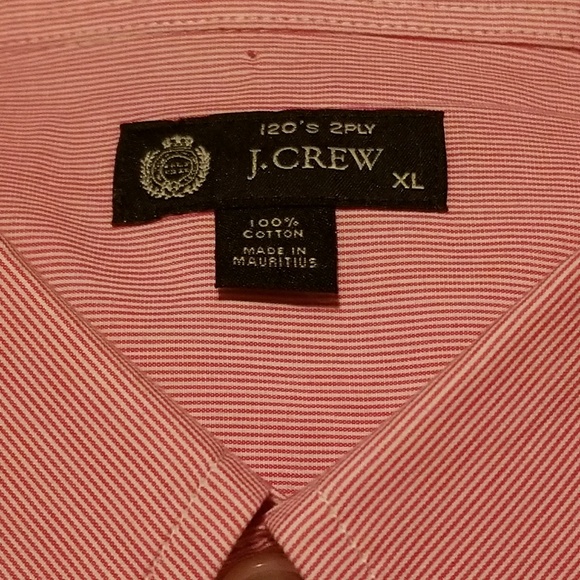 120's 2PLY
J.CREW
XL
100%
COTTON
MADE IN
MAURITIUS